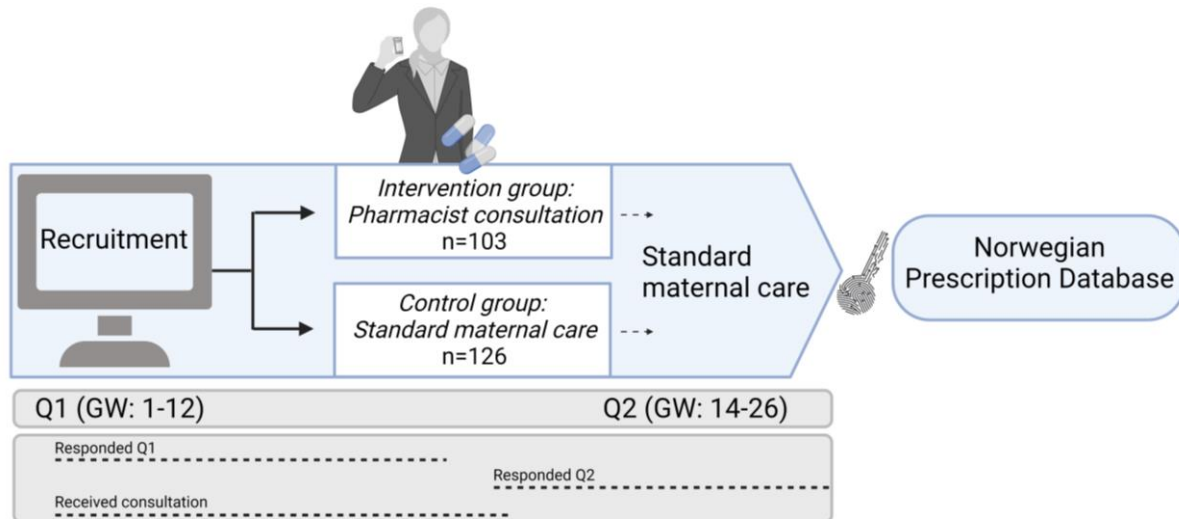 Recruitment
Intervention group:
Pharmacist consultation
n=103
Control group:
Standard maternal care
n=126
Standard
maternal care
Norwegian
Prescription Database
Q1 (GW: 1-12)
Q2 (GW: 14-26)
Responded Q1
Responded Q2
Received consultation